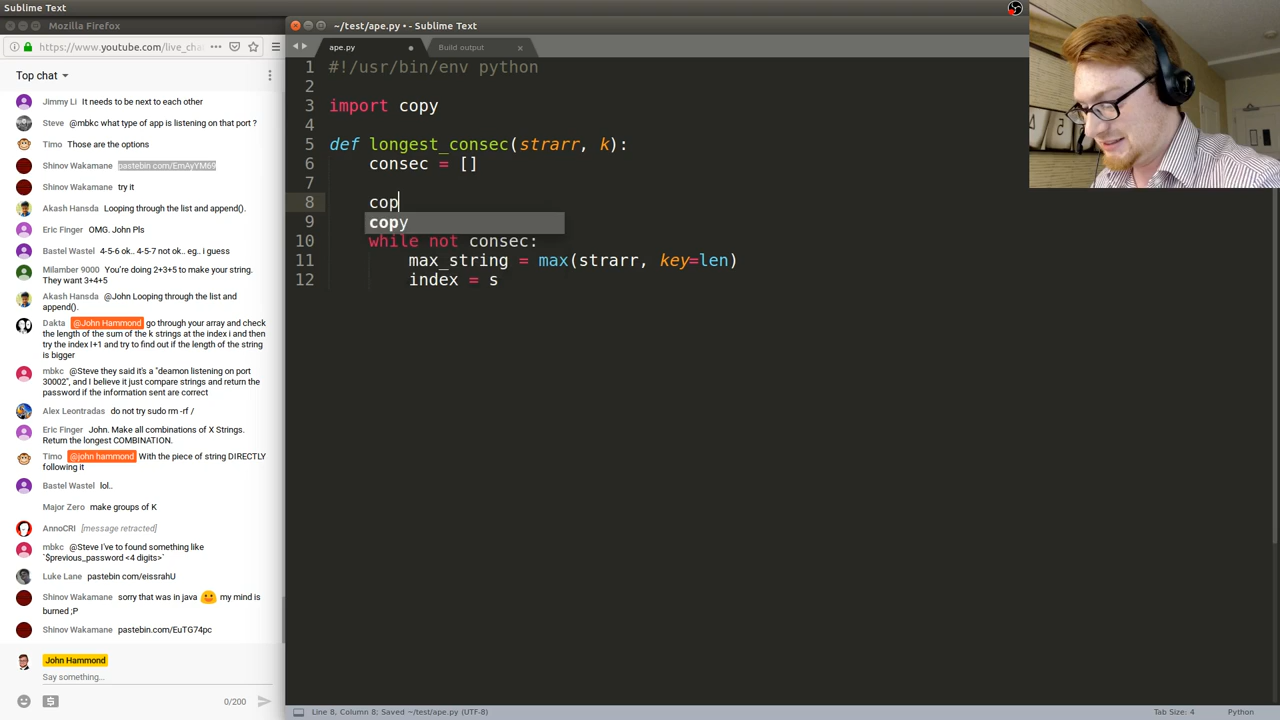 Sublime Text
Mozilla Firefox
https://www.youtube.com/live_cha
Top chat
Jimmy Li It needs to be next to each other
Steve @mbkc what type of app is listening on that port ?
Timo Those are the options
Shinov Wakamane pastebin com/EmAyYM69
Shinov Wakamane try it
Akash Hansda Looping through the list and append().
Eric Finger OMG. John Pls
Bastel Wastel 4-5-6 ok.. 4-5-7 not ok.. eg.. i guess
Milamber 9000 You're doing 2+3+5 to make your string.
They want 3+4+5
Akash Hansda @John Looping through the list and
append().
Dakta @John Hammond go through your array and check
the length of the sum of the k strings at the index i and then
try the index I+1 and try to find out if the length of the string
is bigger
mbkc @Steve they said it's a "deamon listening on port
30002", and I believe it just compare strings and return the
password if the information sent are correct
Alex Leontradas do not try sudo rm -rf /
Eric Finger John. Make all combinations of X Strings.
Return the longest COMBINATION.
Timo @john hammond With the piece of string DIRECTLY
following it
Bastel Wastel lol..
Major Zero make groups of K
AnnoCRI [message retracted]
mbkc @Steve I've to found something like
`$previous_password <4 digits>`
Luke Lane pastebin com/eissrahU
Shinov Wakamane sorry that was in java my mind is
burned ;P
Shinov Wakamane pastebin.com/EuTG74pc
John Hammond
Say something...
0/200
~/test/ape.py • - Sublime Text
ape.py
Build output
1 #!/usr/bin/env python
2
3 import copy
4
5 def longest_consec(strarr, k):
6 consec = []
7
8 cop
9 copy
10 while not consec:
11 max_string = max(strarr, key=len)
12 index = s
Line 8, Column 8; Saved ~/test/ape.py (UTF-8)
Tab Size: 4
Python